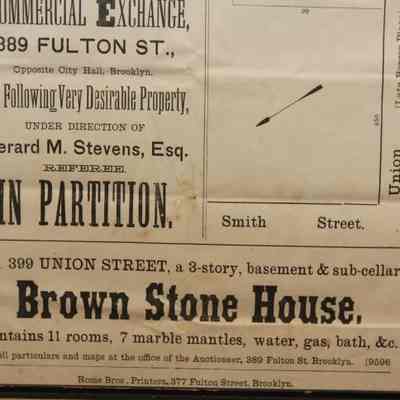 OMMERCIAL EXCHANGE,
389 FULTON ST.,
Opposite City Hall, Brooklyn.
Following Very Desirable Property,
UNDER DIRECTION OF
erard M. Stevens, Esq.
REFEREE.
IN PARTITION.
Smith Street.
Union
399 UNION STREET, a 3-story, basement & sub-cellar
Brown Stone House,
ntains 11 rooms, 7 marble mantles, water, gas, bath, &c.
ll particulars and maps at the office of the Auctioneer, 389 Fulton St. Brooklyn. (9596
Rome Bros., Printers, 377 Fulton Street, Brooklyn.